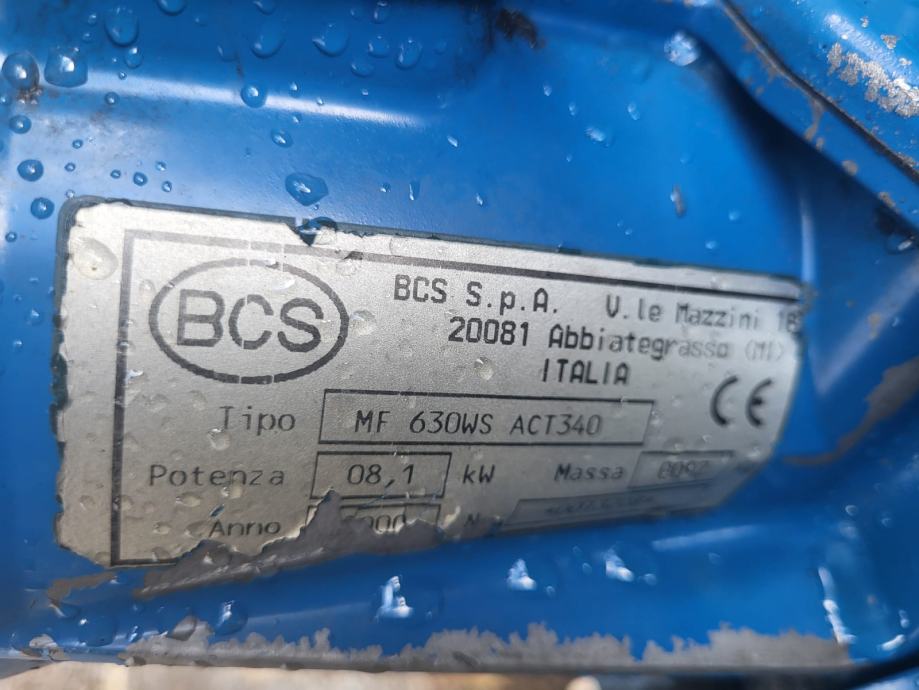 BCS
BCS S.p.A. V.le Mazzini
20081 Abbiategrasso (MI)
ITALIA
Tipo MF 630WS ACT340
CE
Potenza 08,1 kW Massa
Anno N